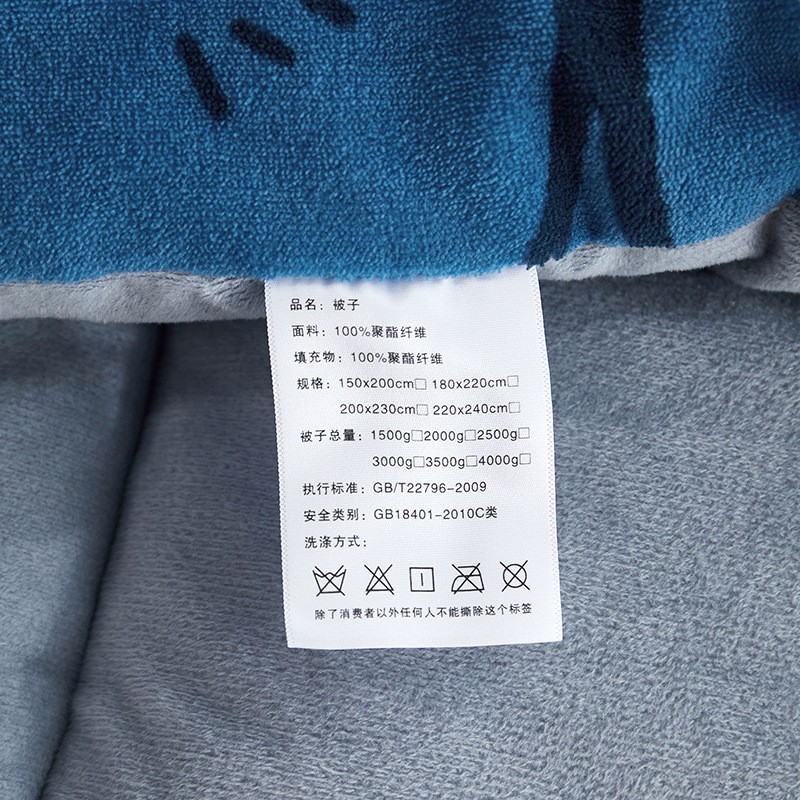 品名：被子
面料：100%聚酯纤维
填充物：100%聚酯纤维
规格：150x200cm□ 180x220cm□
200x230cm□ 220x240cm□
被子总量：1500g□2000g□2500g□
3000g□3500g□4000g□
执行标准：GB/T22796-2009
安全类别：GB18401-2010C类
洗涤方式：
除了消费者以外任何人不能撕除这个标签